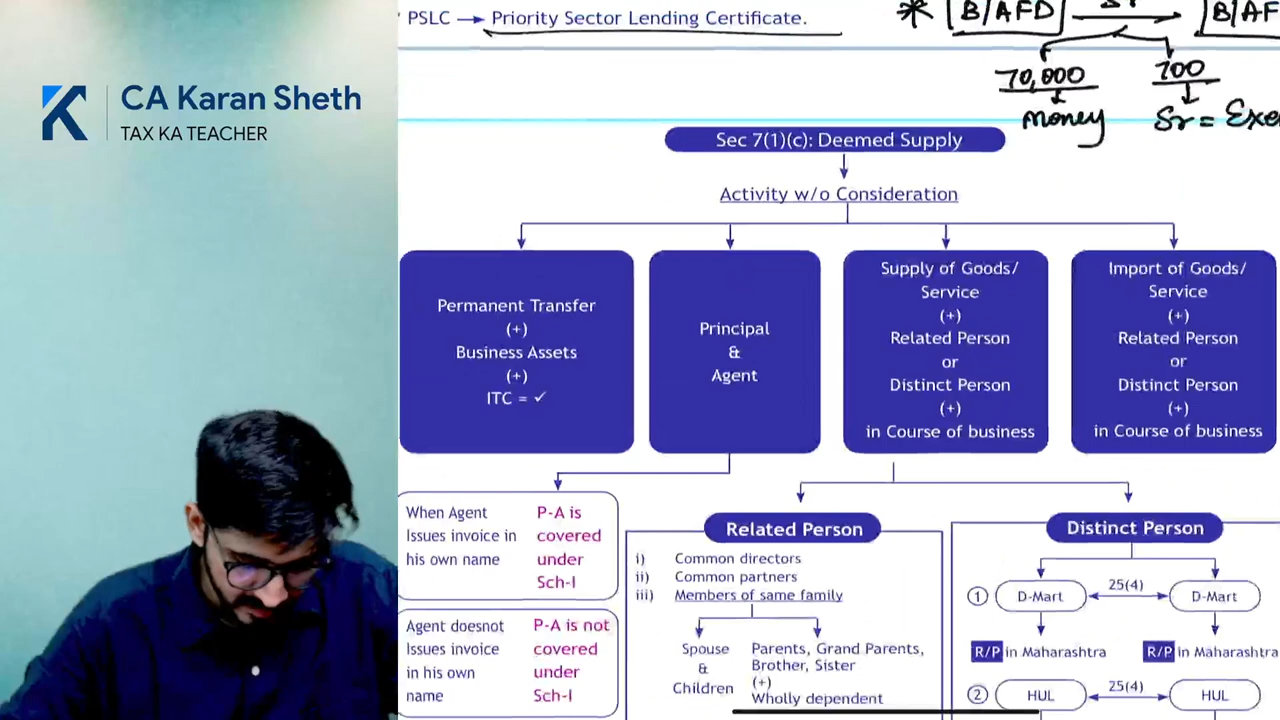 PSLC → Priority Sector Lending Certificate.
* B/AFD
70,000
700
money
Sr =
CA Karan Sheth
TAX KA TEACHER
Sec 7(1)(c): Deemed Supply
Activity w/o Consideration
Permanent Transfer
(+)
Business Assets
(+)
ITC = ✓
Principal
&
Agent
Supply of Goods/
Service
(+)
Related Person
or
Distinct Person
(+)
in Course of business
Import of Goods/
Service
(+)
Related Person
or
Distinct Person
(+)
in Course of business
When Agent
Issues invoice in
his own name
P-A is
covered
under
Sch-I
Agent doesnot
Issues invoice
in his own
name
P-A is not
covered
under
Sch-I
Related Person
i) Common directors
ii) Common partners
iii) Members of same family
Spouse
&
Children
Parents, Grand Parents,
Brother, Sister
(+)
Wholly dependent
Distinct Person
1 D-Mart 25(4) D-Mart
R/P in Maharashtra R/P in Maharashtra
2 HUL 25(4) HUL